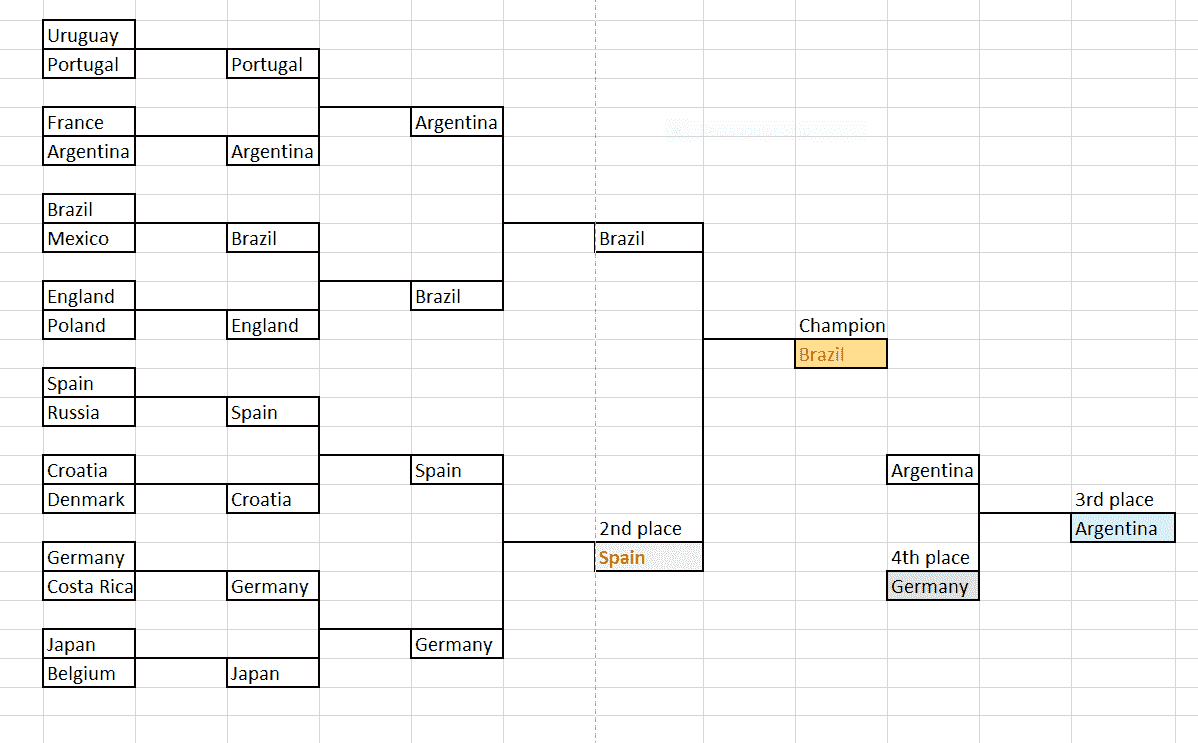 Uruguay
Portugal
Portugal
France
Argentina
Argentina
Argentina
Brazil
Mexico
Brazil
Brazil
England
Brazil
Poland
England
Champion
Brazil
Spain
Russia
Spain
Croatia
Spain
Argentina
Denmark
Croatia
3rd place
2nd place
Argentina
Germany
Spain
4th place
Costa Rica
Germany
Germany
Japan
Germany
Belgium
Japan